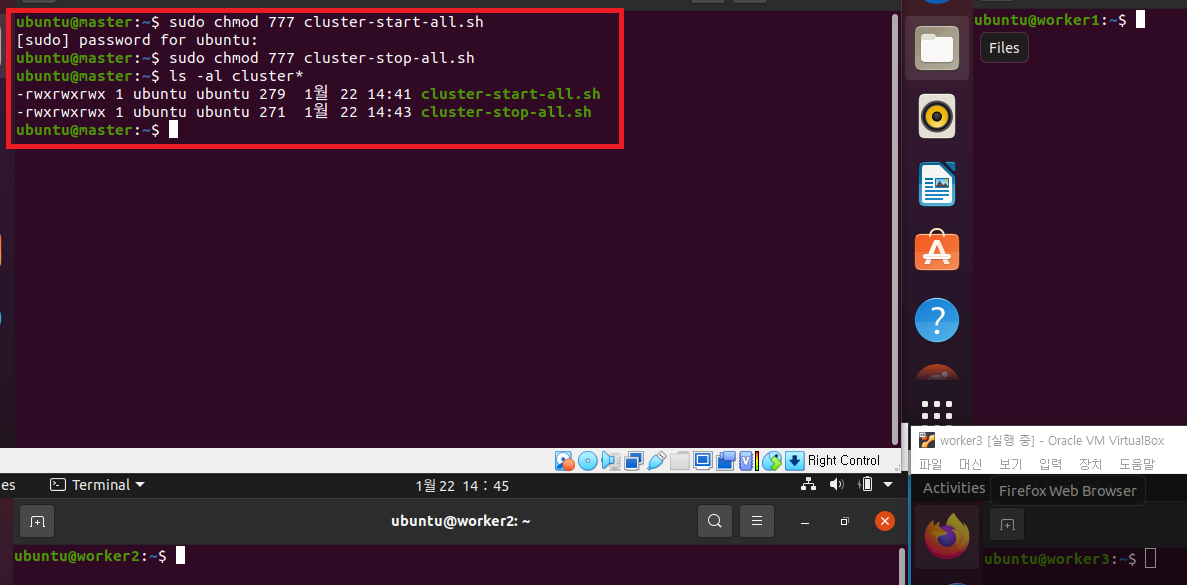 ubuntu@master:~$ sudo chmod 777 cluster-start-all.sh
[sudo] password for ubuntu:
ubuntu@master:~$ sudo chmod 777 cluster-stop-all.sh
ubuntu@master:~$ ls -al cluster*
-rwxrwxrwx 1 ubuntu ubuntu 279  1월 22 14:41 cluster-start-all.sh
-rwxrwxrwx 1 ubuntu ubuntu 271  1월 22 14:43 cluster-stop-all.sh
ubuntu@master:~$
ubuntu@worker1:~$
Files
Right Control
es
Terminal
1월 22 14 : 45
ubuntu@worker2: ~
ubuntu@worker2:~$
worker3 [실행 중] - Oracle VM VirtualBox
파일 머신 보기 입력 장치 도움말
Activities
Firefox Web Browser
ubuntu@worker3:~$